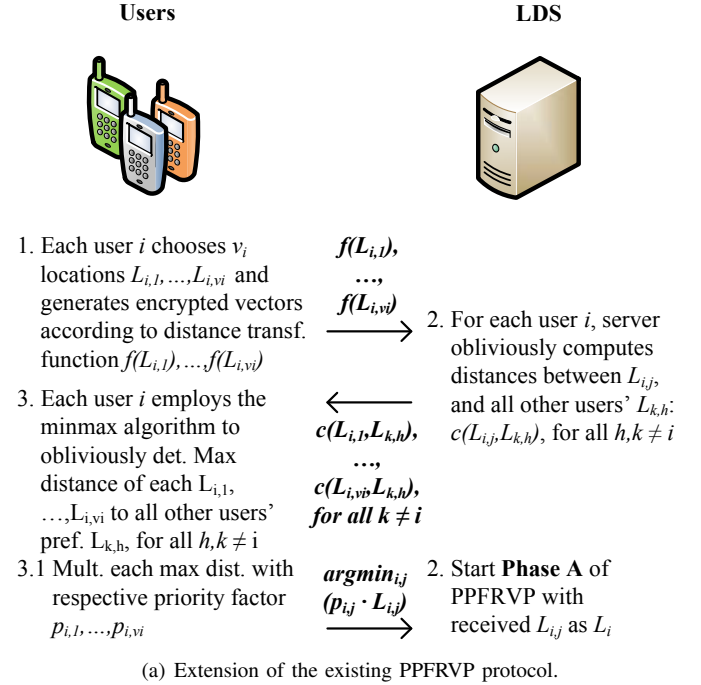 Users
LDS
1. Each user i chooses vi
locations Li,1,...,Li,vi and
generates encrypted vectors
according to distance transf.
function f(Li,1),...,f(Li,vi)
f(Li,1),
...,
f(Li,vi)
2. For each user i, server
obliviously computes
distances between Li,j,
and all other users' Lk,h:
c(Li,j,Lk,h), for all h,k ≠ i
3. Each user i employs the
minmax algorithm to
obliviously det. Max
distance of each Li,1,
...,Li,vi to all other users'
pref. Lk,h, for all h,k ≠ i
c(Li,1,Lk,h),
...,
c(Li,vi,Lk,h),
for all k ≠ i
3.1 Mult. each max dist. with
respective priority factor
pi,1,...,pi,vi
argmini,j
(pi,j · Li,j)
2. Start Phase A of
PPFRVP with
received Li,j as Li
(a) Extension of the existing PPFRVP protocol.